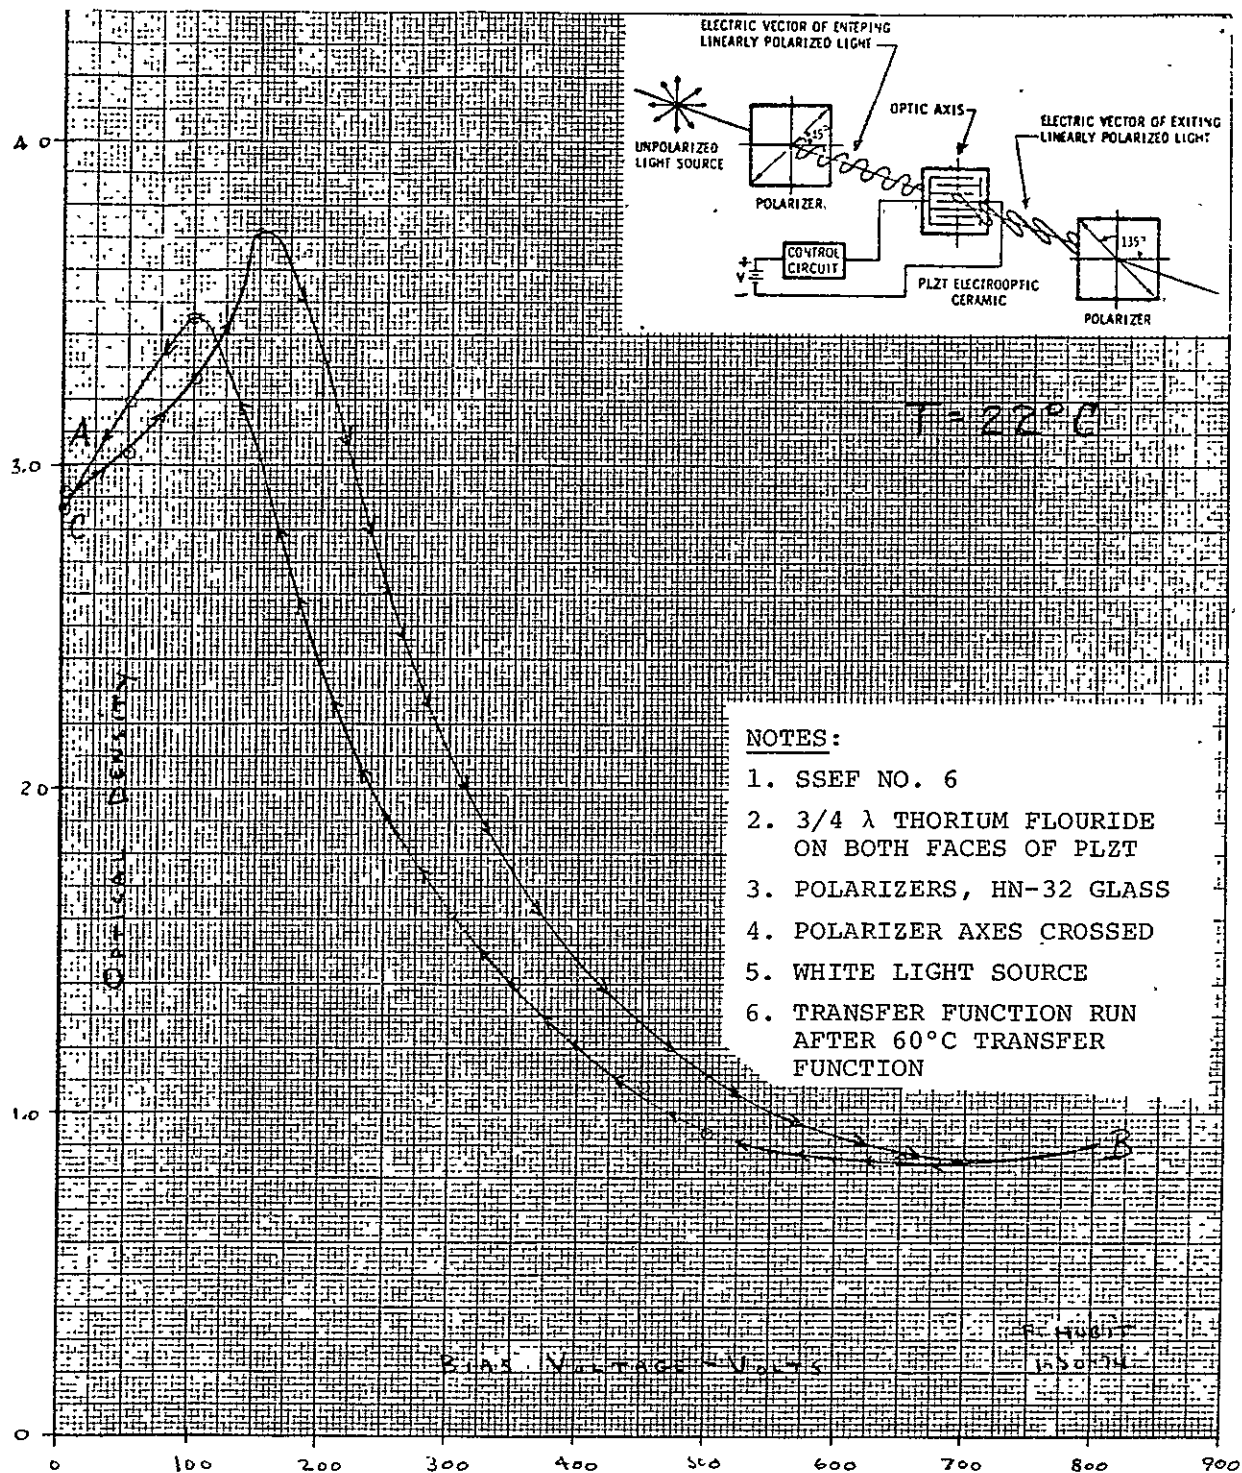 ELECTRIC VECTOR OF ENTEPING
LINEARLY POLARIZED LIGHT
UNPOLARIZED
LIGHT SOURCE
45°
POLARIZER.
OPTIC AXIS
ELECTRIC VECTOR OF EXITING
LINEARLY POLARIZED LIGHT
CONTROL
CIRCUIT
+
V
-
PLZT ELECTROOPTIC
CERAMIC
135°
POLARIZER
T = 22°C
4 0
3.0
2.0
1.0
0
A
C
B
OPTICAL DENSITY
NOTES:
1. SSEF NO. 6
2. 3/4 λ THORIUM FLOURIDE
ON BOTH FACES OF PLZT
3. POLARIZERS, HN-32 GLASS
4. POLARIZER AXES CROSSED
5. WHITE LIGHT SOURCE
6. TRANSFER FUNCTION RUN
AFTER 60°C TRANSFER
FUNCTION
BIAS VOLTAGE - VOLTS
1-30-74
0 100 200 300 400 500 600 700 800 900